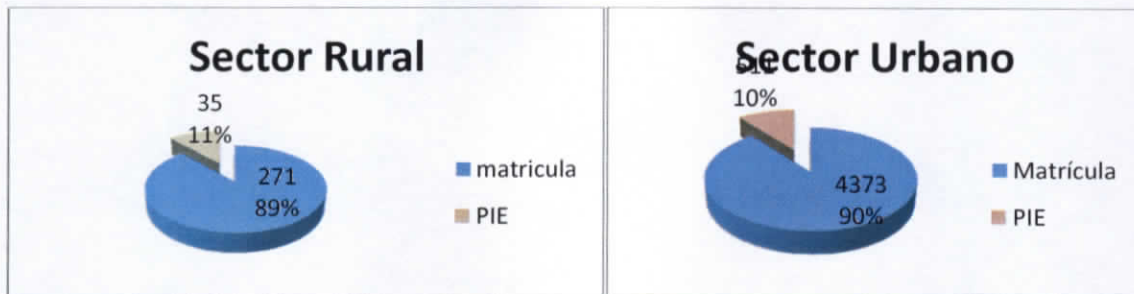 Sector Rural
35
11%
271
89%
matricula
PIE
Sector Urbano
10%
4373
90%
Matrícula
PIE